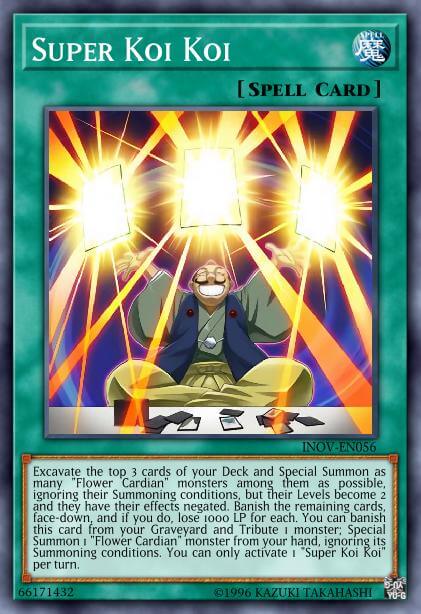 Super Koi Koi
SPELL
魔
[Spell Card]
INOV-EN056
Excavate the top 3 cards of your Deck and Special Summon as
many "Flower Cardian" monsters among them as possible,
ignoring their Summoning conditions, but their Levels become 2
and they have their effects negated. Banish the remaining cards,
face-down, and if you do, lose 1000 LP for each. You can banish
this card from your Graveyard and Tribute 1 monster; Special
Summon 1 "Flower Cardian" monster from your hand, ignoring its
Summoning conditions. You can only activate 1 "Super Koi Koi"
per turn.
66171432
©1996 KAZUKI TAKAHASHI